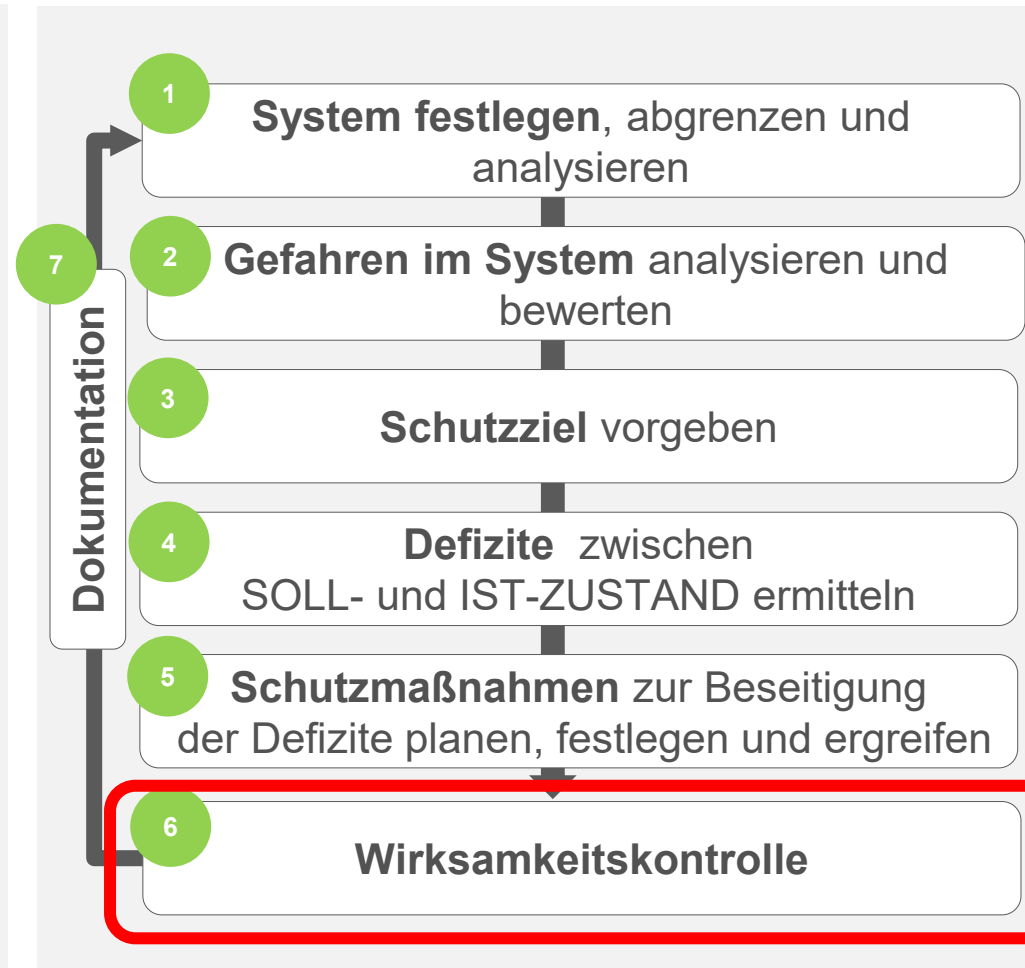 1
System festlegen, abgrenzen und
analysieren
2
Gefahren im System analysieren und
bewerten
3
Schutzziel vorgeben
4
Defizite zwischen
SOLL- und IST-ZUSTAND ermitteln
5
Schutzmaßnahmen zur Beseitigung
der Defizite planen, festlegen und ergreifen
6
Wirksamkeitskontrolle
7
Dokumentation